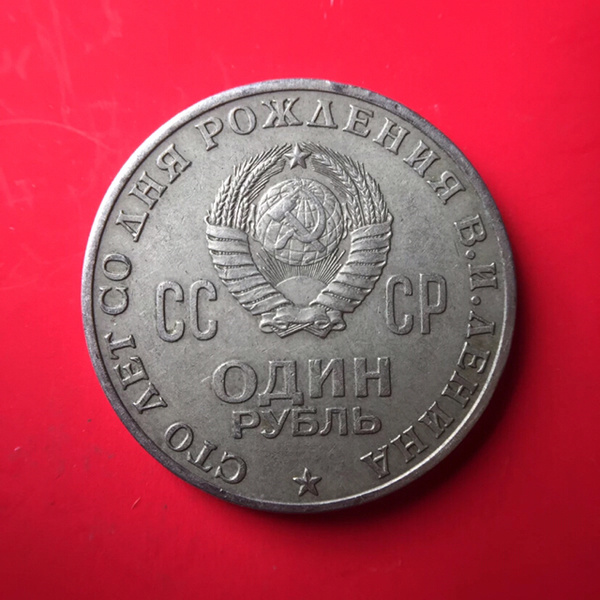 СТО ЛЕТ СО ДНЯ РОЖДЕНИЯ В.И.ЛЕНИНА
СС СР
ОДИН
РУБЛЬ